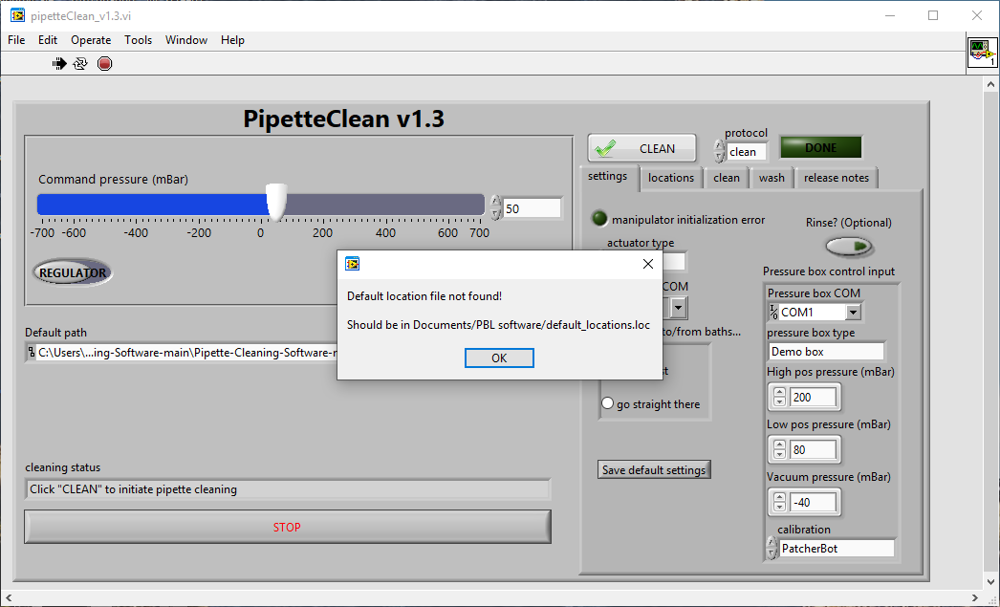 pipetteClean_v1.3.vi
File Edit Operate Tools Window Help
1
PipetteClean v1.3
Command pressure (mBar)
50
-700 -600 -400 -200 0 200 400 600 700
REGULATOR
Default path
C:\Users\...ing-Software-main\Pipette-Cleaning-Software-
cleaning status
Click "CLEAN" to initiate pipette cleaning
STOP
CLEAN
protocol
clean
DONE
settings locations clean wash release notes
manipulator initialization error
actuator type
COM
to/from baths...
go straight there
Save default settings
Rinse? (Optional)
Pressure box control input
Pressure box COM
COM1
pressure box type
Demo box
High pos pressure (mBar)
200
Low pos pressure (mBar)
80
Vacuum pressure (mBar)
-40
calibration
PatcherBot
Default location file not found!
Should be in Documents/PBL software/default_locations.loc
OK